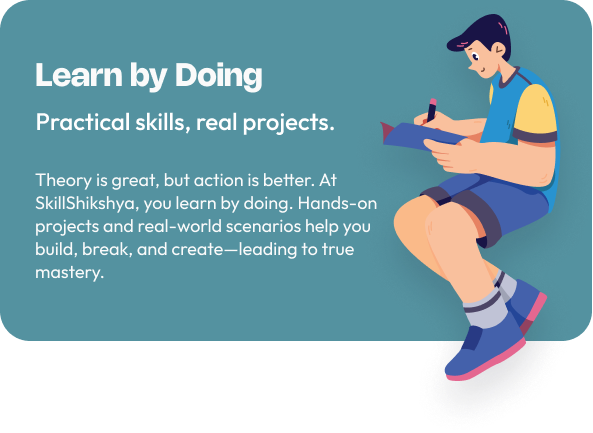 Learn by Doing
Practical skills, real projects.
Theory is great, but action is better. At
SkillShikshya, you learn by doing. Hands-on
projects and real-world scenarios help you
build, break, and create—leading to true
mastery.